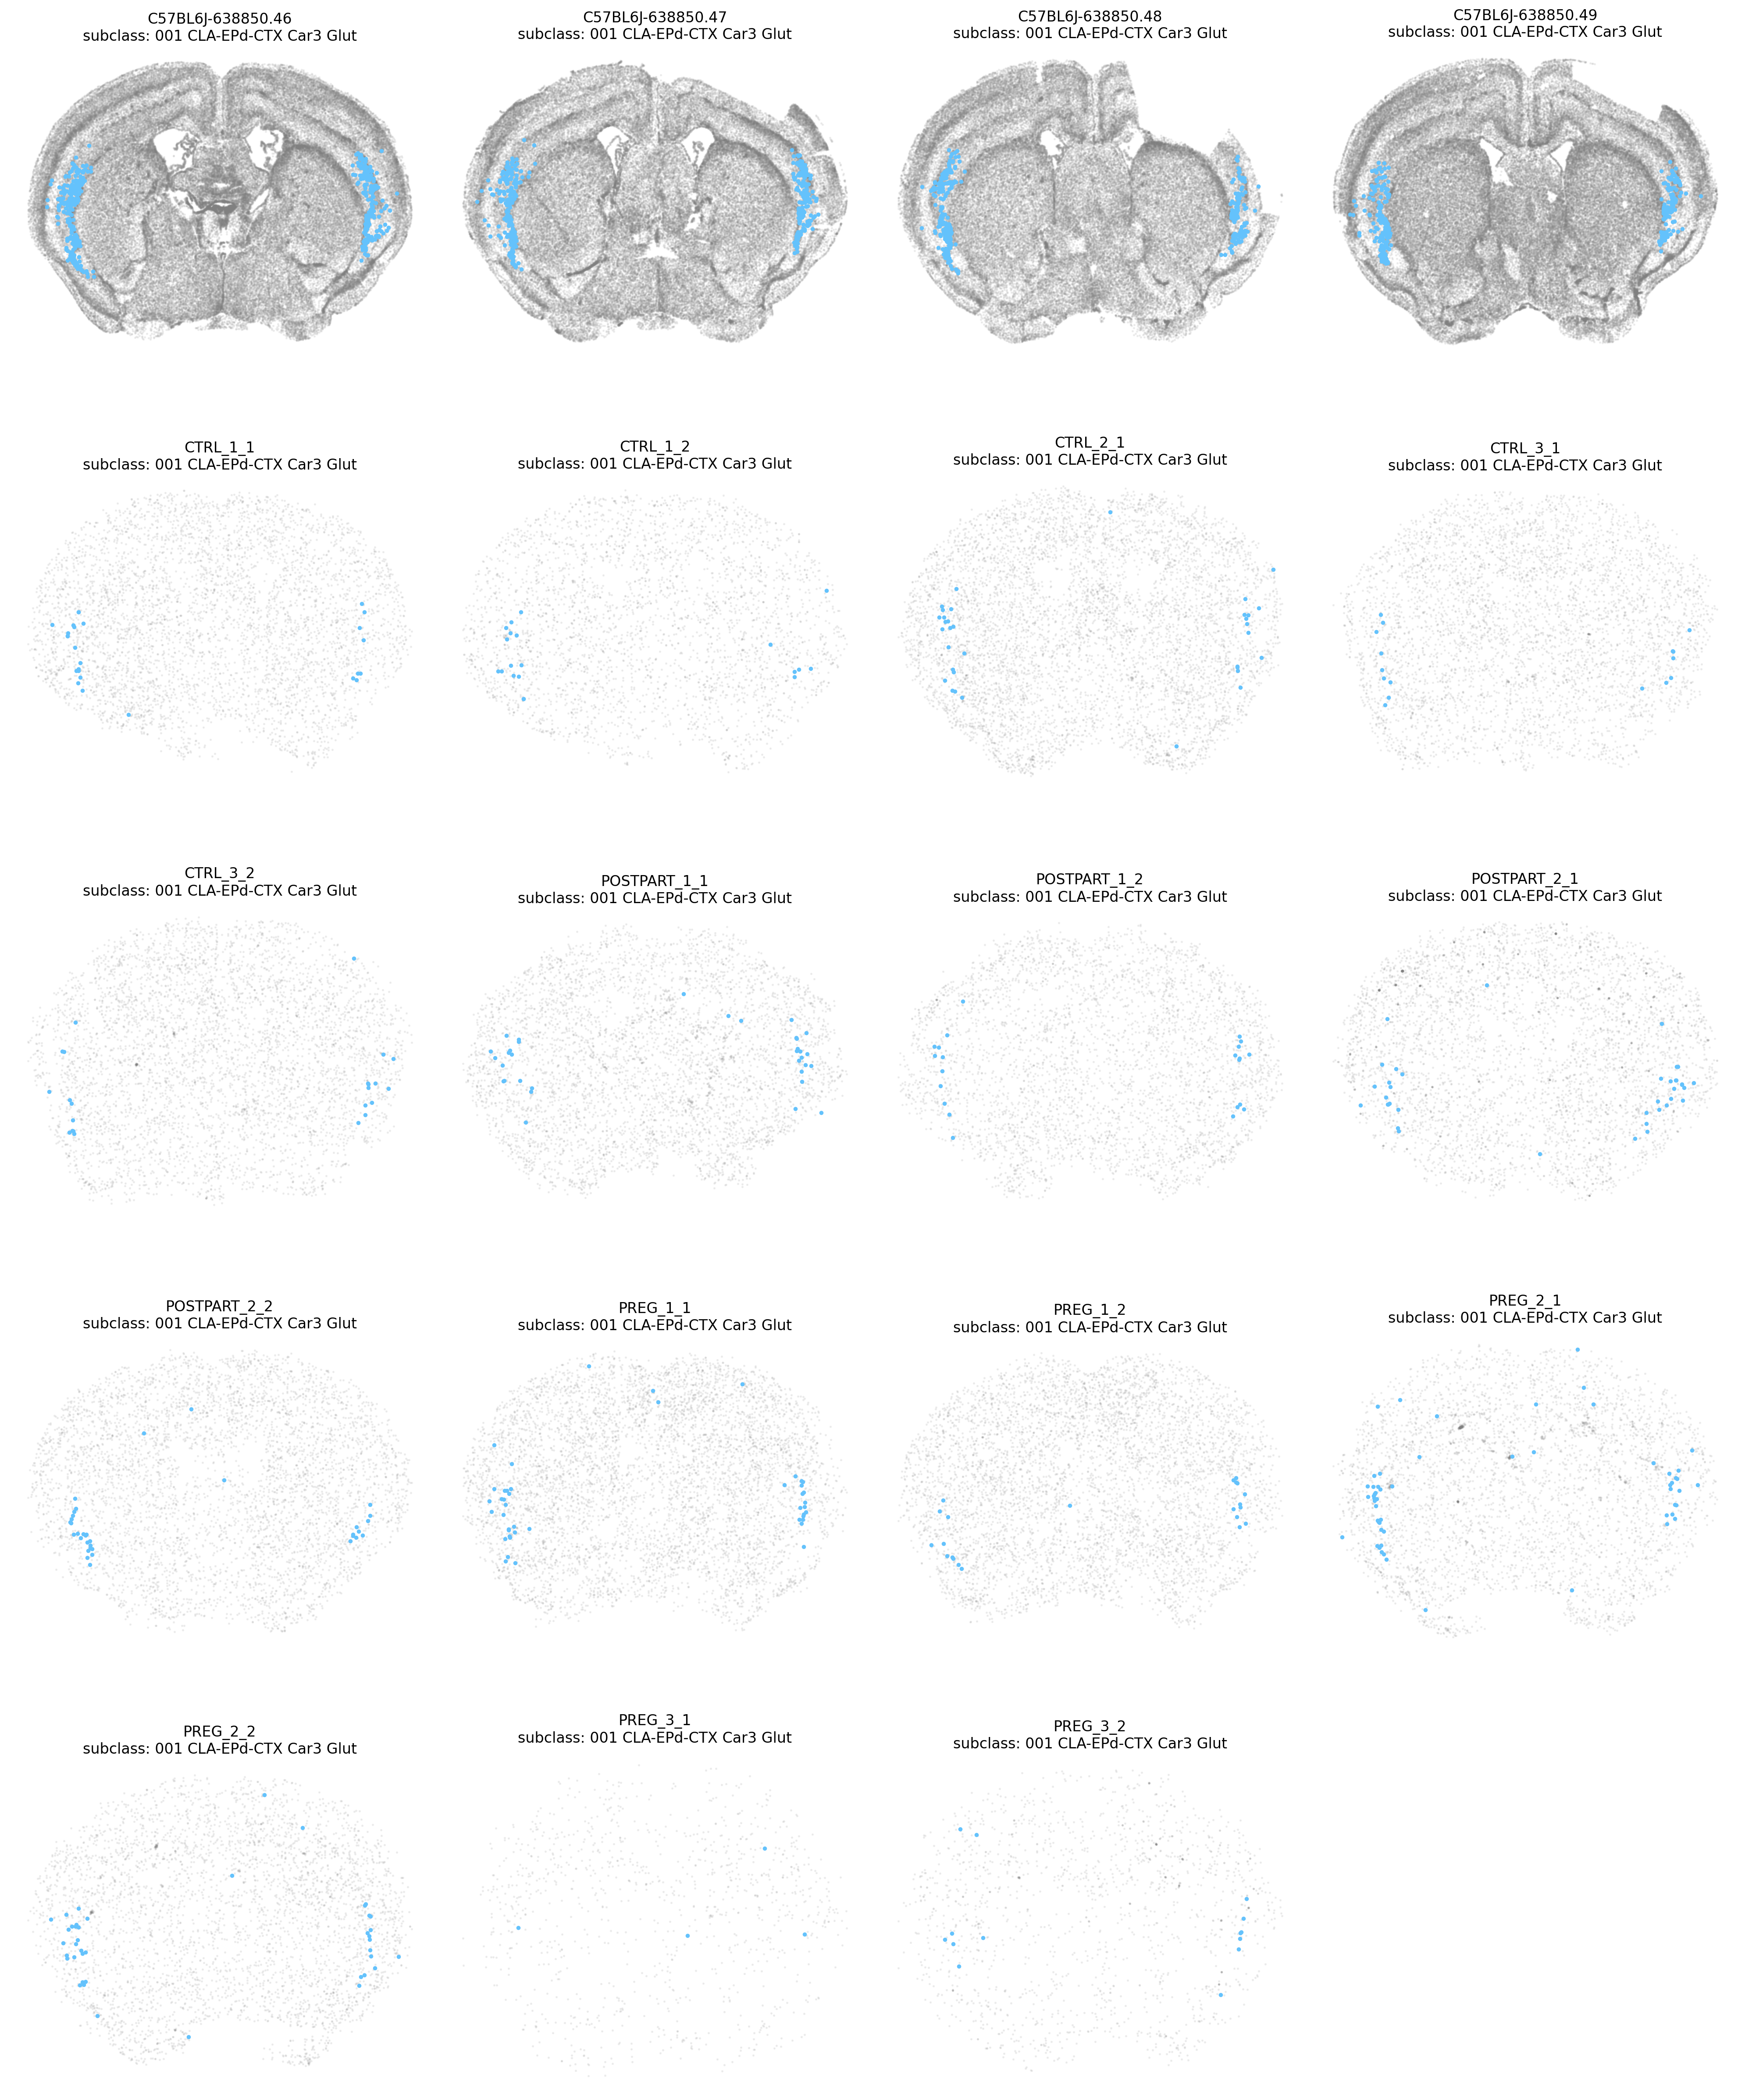 C57BL6J-638850.46
subclass: 001 CLA-EPd-CTX Car3 Glut
C57BL6J-638850.47
subclass: 001 CLA-EPd-CTX Car3 Glut
C57BL6J-638850.48
subclass: 001 CLA-EPd-CTX Car3 Glut
C57BL6J-638850.49
subclass: 001 CLA-EPd-CTX Car3 Glut
CTRL_1_1
subclass: 001 CLA-EPd-CTX Car3 Glut
CTRL_1_2
subclass: 001 CLA-EPd-CTX Car3 Glut
CTRL_2_1
subclass: 001 CLA-EPd-CTX Car3 Glut
CTRL_3_1
subclass: 001 CLA-EPd-CTX Car3 Glut
CTRL_3_2
subclass: 001 CLA-EPd-CTX Car3 Glut
POSTPART_1_1
subclass: 001 CLA-EPd-CTX Car3 Glut
POSTPART_1_2
subclass: 001 CLA-EPd-CTX Car3 Glut
POSTPART_2_1
subclass: 001 CLA-EPd-CTX Car3 Glut
POSTPART_2_2
subclass: 001 CLA-EPd-CTX Car3 Glut
PREG_1_1
subclass: 001 CLA-EPd-CTX Car3 Glut
PREG_1_2
subclass: 001 CLA-EPd-CTX Car3 Glut
PREG_2_1
subclass: 001 CLA-EPd-CTX Car3 Glut
PREG_2_2
subclass: 001 CLA-EPd-CTX Car3 Glut
PREG_3_1
subclass: 001 CLA-EPd-CTX Car3 Glut
PREG_3_2
subclass: 001 CLA-EPd-CTX Car3 Glut